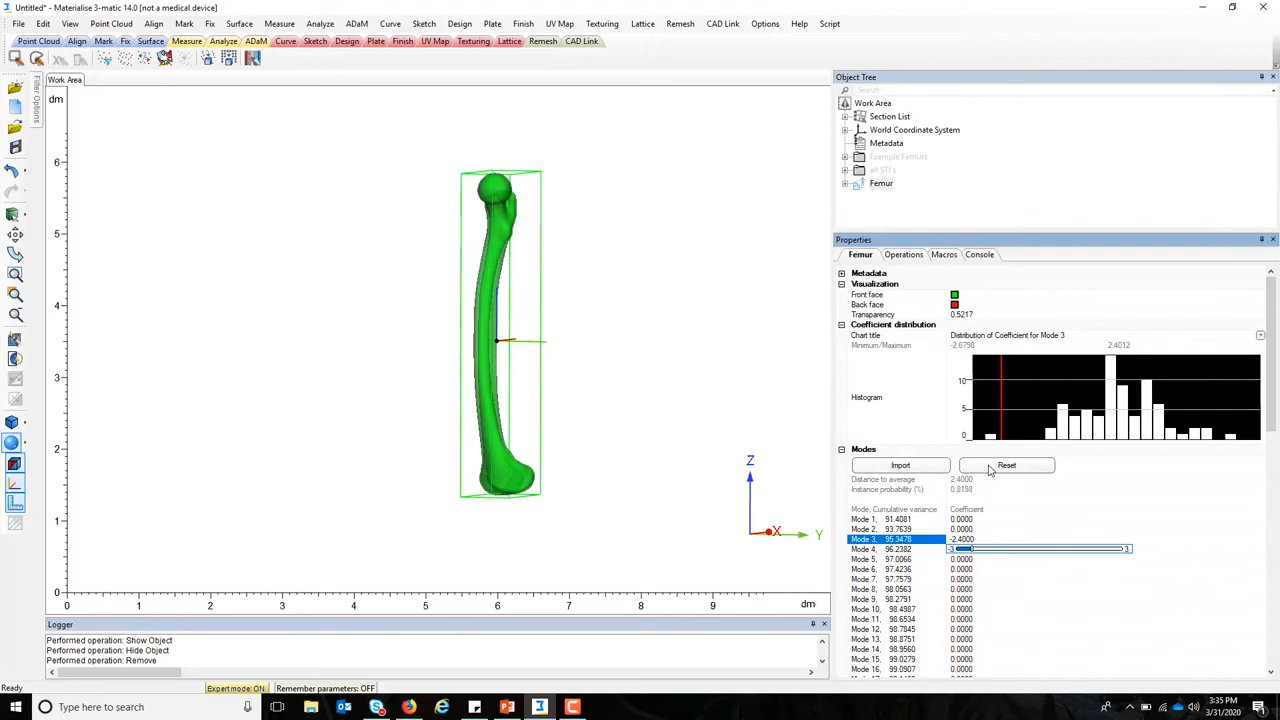 Untitled* - Materialise 3-matic 14.0 [not a medical device]
File Edit View Point Cloud Align Mark Fix Surface Measure Analyze ADaM Curve Sketch Design Plate Finish UV Map Texturing Lattice Remesh CAD Link Options Help Script
Point Cloud Align Mark Fix Surface Measure Analyze ADaM Curve Sketch Design Plate Finish UV Map Texturing Lattice Remesh CAD Link
Filter Options
Work Area
dm
6
5
4
3
2
1
0
0 1 2 3 4 5 6 7 8 9 dm
Z
X
Y
Object Tree
Search
Work Area
Section List
World Coordinate System
Metadata
Example Femurs
all STl's
Femur
Properties
Femur Operations Macros Console
Metadata
Visualization
Front face
Back face
Transparency 0.5217
Coefficient distribution
Chart title Distribution of Coefficient for Mode 3
Minimum/Maximum -2.6798 2.4012
Histogram
10
5
0
Modes
Import Reset
Distance to average 2.4000
Instance probability (%) 0.8198
Mode, Cumulative variance Coefficient
Mode 1, 91.4081 0.0000
Mode 2, 93.7639 0.0000
Mode 3, 95.3478 -2.4000
Mode 4, 96.2382 -3 3
Mode 5, 97.0066 0.0000
Mode 6, 97.4236 0.0000
Mode 7, 97.7579 0.0000
Mode 8, 98.0563 0.0000
Mode 9, 98.2791 0.0000
Mode 10, 98.4987 0.0000
Mode 11, 98.6534 0.0000
Mode 12, 98.7845 0.0000
Mode 13, 98.8751 0.0000
Mode 14, 98.9560 0.0000
Mode 15, 99.0279 0.0000
Mode 16, 99.0907 0.0000
Logger
Performed operation: Show Object
Performed operation: Hide Object
Performed operation: Remove
Ready
Expert mode: ON
Remember parameters: OFF
Type here to search
3:35 PM
3/31/2020